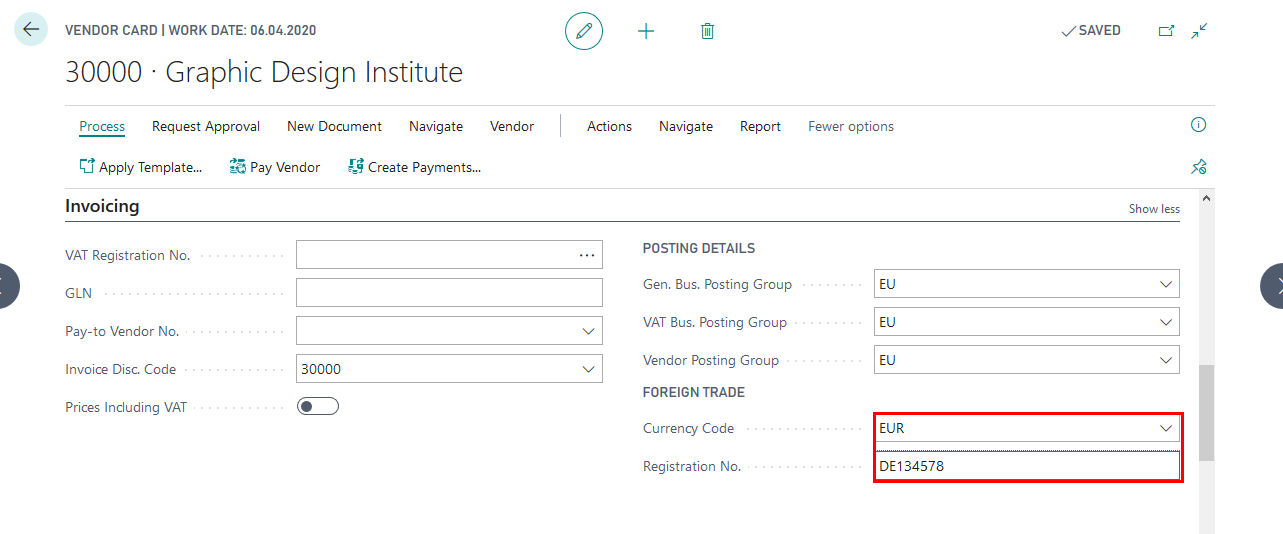 VENDOR CARD | WORK DATE: 06.04.2020
SAVED
30000 · Graphic Design Institute
Process Request Approval New Document Navigate Vendor Actions Navigate Report Fewer options
Apply Template... Pay Vendor Create Payments...
Invoicing
Show less
VAT Registration No.
GLN
Pay-to Vendor No.
Invoice Disc. Code 30000
Prices Including VAT
POSTING DETAILS
Gen. Bus. Posting Group EU
VAT Bus. Posting Group EU
Vendor Posting Group EU
FOREIGN TRADE
Currency Code EUR
Registration No. DE134578